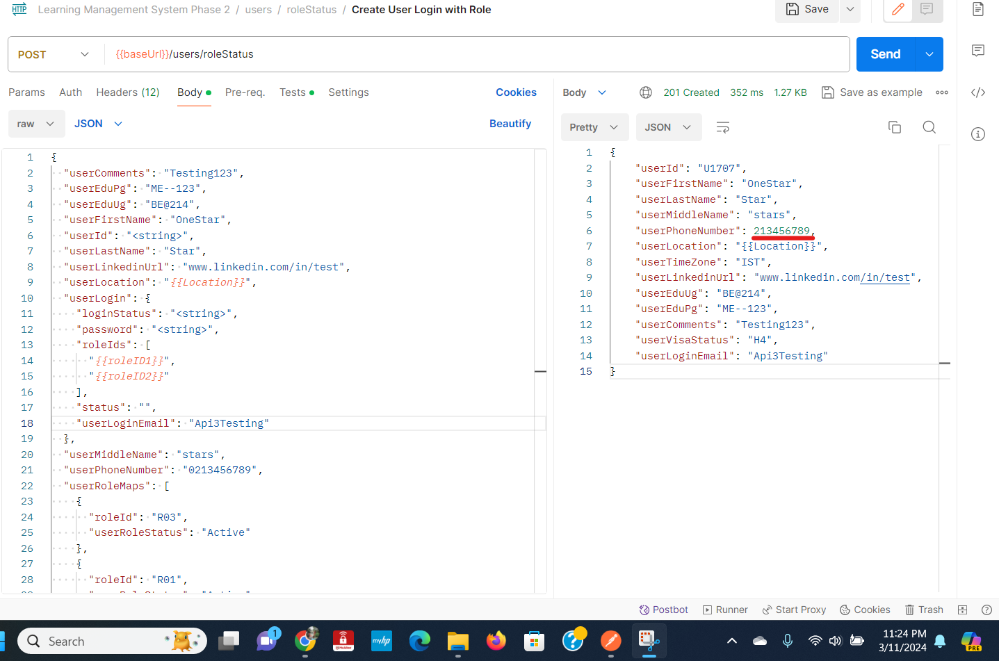 HTTP Learning Management System Phase 2 / users / roleStatus / Create User Login with Role
Save
POST
{{baseUrl}}/users/roleStatus
Send
Params Auth Headers (12) Body Pre-req. Tests Settings Cookies
raw JSON Beautify
1 {
2 "userComments": "Testing123",
3 "userEduPg": "ME--123",
4 "userEduUg": "BE@214",
5 "userFirstName": "OneStar",
6 "userId": "<string>",
7 "userLastName": "Star",
8 "userLinkedinUrl": "www.linkedin.com/in/test",
9 "userLocation": "{{Location}}",
10 "userLogin": {
11 "loginStatus": "<string>",
12 "password": "<string>",
13 "roleIds": [
14 "{{roleID1}}",
15 "{{roleID2}}"
16 ],
17 "status": "",
18 "userLoginEmail": "Api3Testing"
19 },
20 "userMiddleName": "stars",
21 "userPhoneNumber": "0213456789",
22 "userRoleMaps": [
23 {
24 "roleId": "R03",
25 "userRoleStatus": "Active"
26 },
27 {
28 "roleId": "R01",
Body 201 Created 352 ms 1.27 KB Save as example
Pretty JSON
1 {
2 "userId": "U1707",
3 "userFirstName": "OneStar",
4 "userLastName": "Star",
5 "userMiddleName": "stars",
6 "userPhoneNumber": 213456789,
7 "userLocation": "{{Location}}",
8 "userTimeZone": "IST",
9 "userLinkedinUrl": "www.linkedin.com/in/test",
10 "userEduUg": "BE@214",
11 "userEduPg": "ME--123",
12 "userComments": "Testing123",
13 "userVisaStatus": "H4",
14 "userLoginEmail": "Api3Testing"
15 }
Postbot Runner Start Proxy Cookies Trash
Search
1
McAfee
myhp
11:24 PM
3/11/2024
PRE